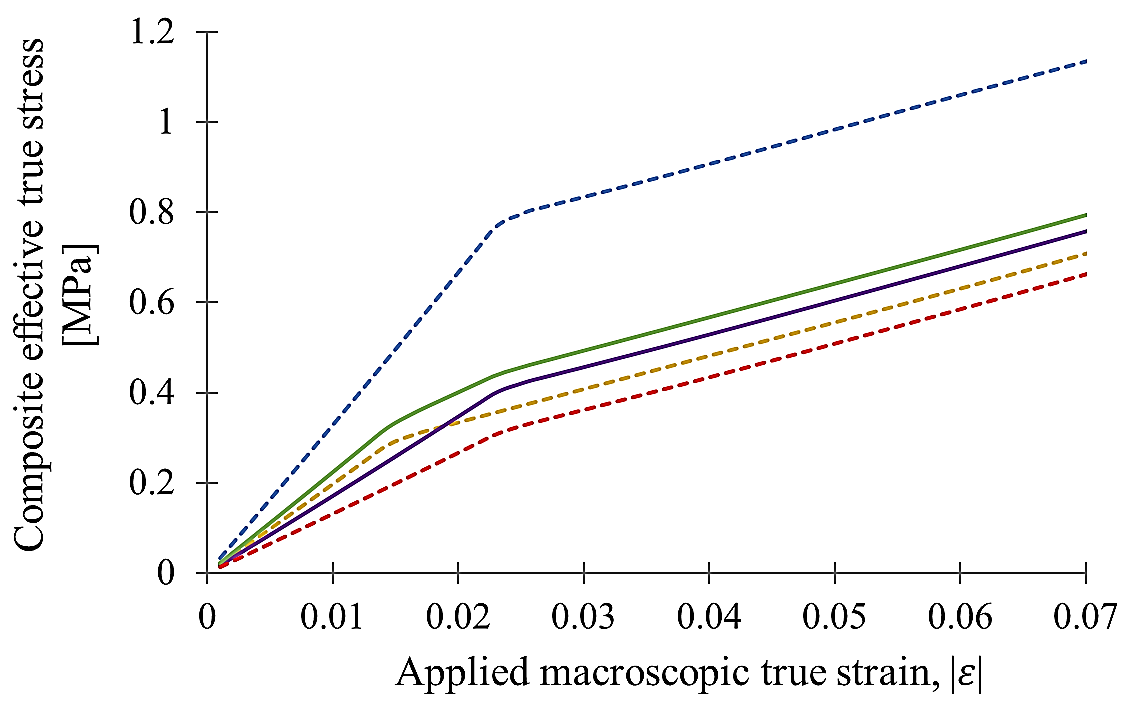 Composite effective true stress
[MPa]
1.2
1
0.8
0.6
0.4
0.2
0
0 0.01 0.02 0.03 0.04 0.05 0.06 0.07
Applied macroscopic true strain, |ε|